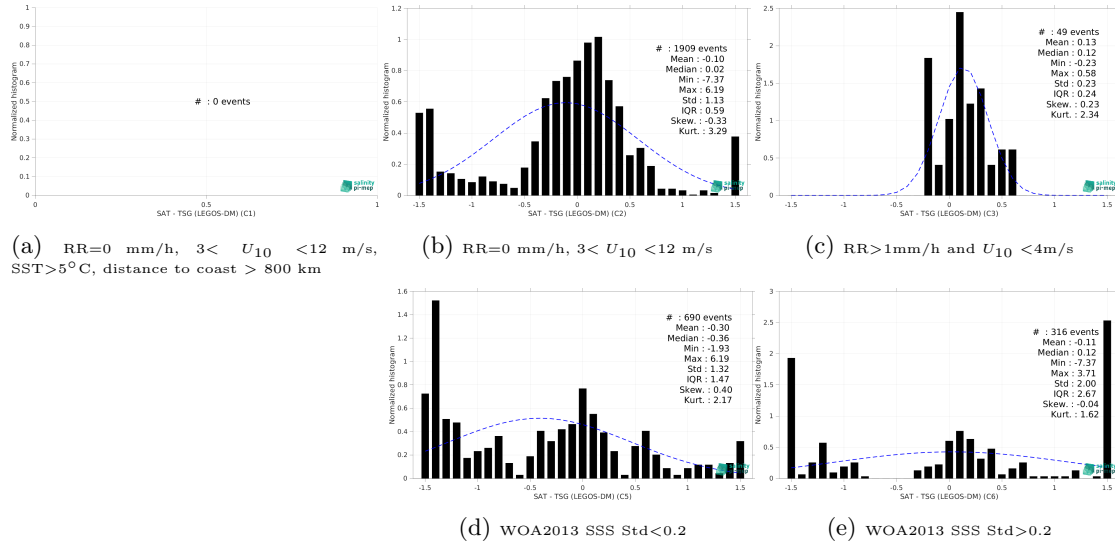 1
0.9
0.8
0.7
0.6
0.5
0.4
0.3
0.2
0.1
0
0 0.5 1
Normalized histogram
# : 0 events
salinity
pi-mep
SAT - TSG (LEGOS-DM) (C1)
(a) RR=0 mm/h, 3< U10 <12 m/s,
SST>5°C, distance to coast > 800 km
1.2
1
0.8
0.6
0.4
0.2
0
-1.5 -1 -0.5 0 0.5 1 1.5
Normalized histogram
# : 1909 events
Mean : -0.10
Median : 0.02
Min : -7.37
Max : 6.19
Std : 1.13
IQR : 0.59
Skew. : -0.33
Kurt. : 3.29
salinity
pi-mep
SAT - TSG (LEGOS-DM) (C2)
(b) RR=0 mm/h, 3< U10 <12 m/s
2.5
2
1.5
1
0.5
0
-1.5 -1 -0.5 0 0.5 1 1.5
Normalized histogram
# : 49 events
Mean : 0.13
Median : 0.12
Min : -0.23
Max : 0.58
Std : 0.23
IQR : 0.24
Skew. : 0.23
Kurt. : 2.34
salinity
pi-mep
SAT - TSG (LEGOS-DM) (C3)
(c) RR>1mm/h and U10 <4m/s
1.6
1.4
1.2
1
0.8
0.6
0.4
0.2
0
-1.5 -1 -0.5 0 0.5 1 1.5
Normalized histogram
# : 690 events
Mean : -0.30
Median : -0.36
Min : -1.93
Max : 6.19
Std : 1.32
IQR : 1.47
Skew. : 0.40
Kurt. : 2.17
salinity
pi-mep
SAT - TSG (LEGOS-DM) (C5)
(d) WOA2013 SSS Std<0.2
3
2.5
2
1.5
1
0.5
0
-1.5 -1 -0.5 0 0.5 1 1.5
Normalized histogram
# : 316 events
Mean : -0.11
Median : 0.12
Min : -7.37
Max : 3.71
Std : 2.00
IQR : 2.67
Skew. : -0.04
Kurt. : 1.62
salinity
pi-mep
SAT - TSG (LEGOS-DM) (C6)
(e) WOA2013 SSS Std>0.2